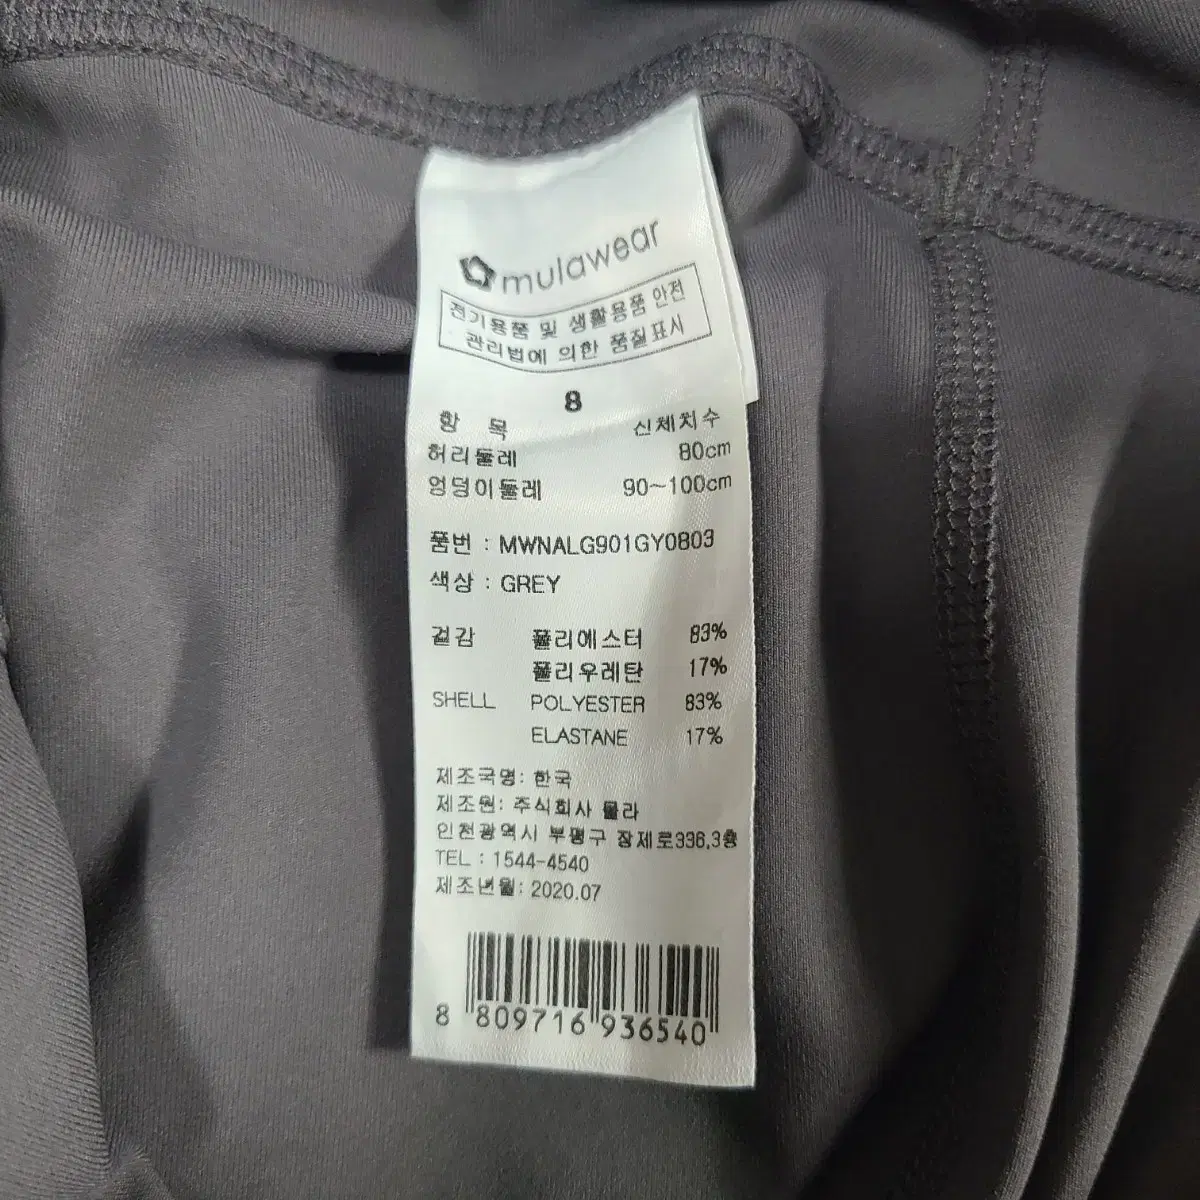 mulawear
전기용품 및 생활용품 안전
관리법에 의한 품질표시
8
항 목 신체치수
허리둘레 80cm
엉덩이둘레 90~100cm
품번 : MWNALG901GY0803
색상 : GREY
겉감 폴리에스터 83%
폴리우레탄 17%
SHELL POLYESTER 83%
ELASTANE 17%
제조국명: 한국
제조원: 주식회사 물라
인천광역시 부평구 장제로336,3층
TEL : 1544-4540
제조년월: 2020.07
8 809716 936540